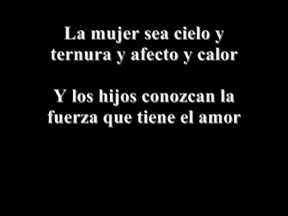 La mujer sea cielo y
ternura y afecto y calor
Y los hijos conozcan la
fuerza que tiene el amor